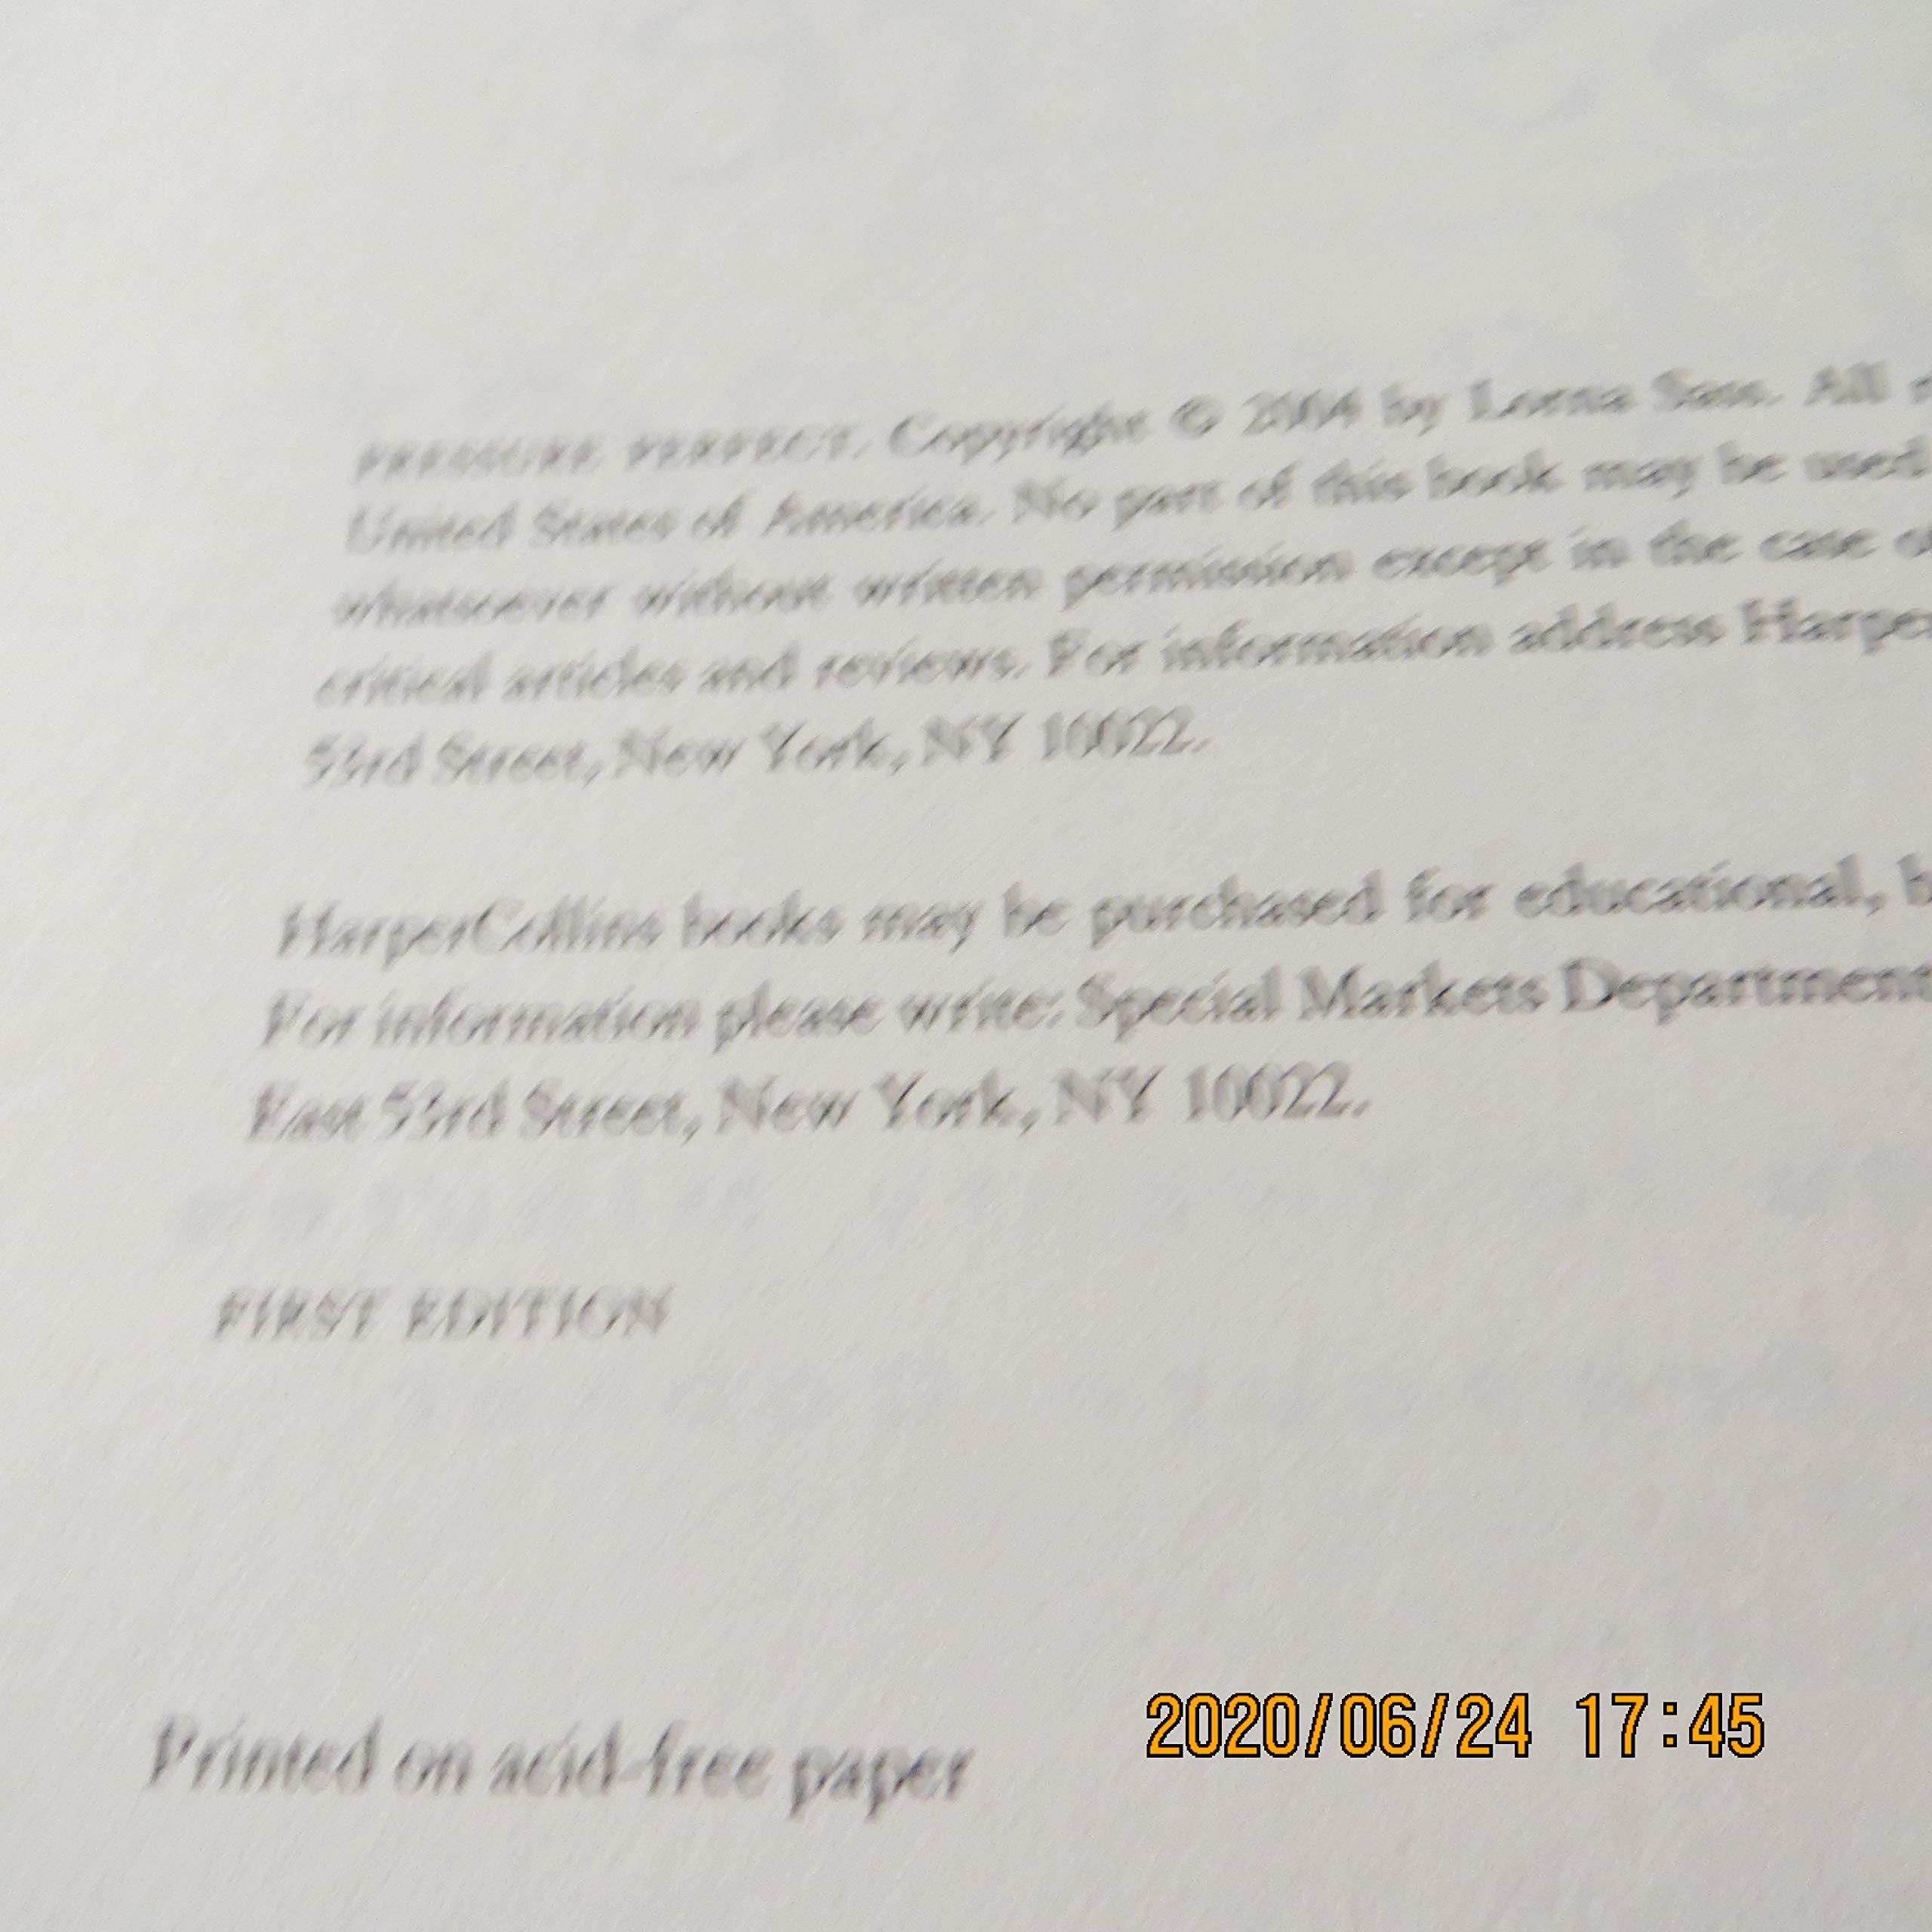 PRESSURE PERFECT. Copyright © 2004 by Lorna Sass. All
United States of America. No part of this book may be used
whatsoever without written permission except in the case
critical articles and reviews. For information address Harper
53rd Street, New York, NY 10022.
HarperCollins books may be purchased for educational,
For information please write: Special Markets Department
East 53rd Street, New York, NY 10022.
FIRST EDITION
Printed on acid-free paper
2020/06/24 17:45